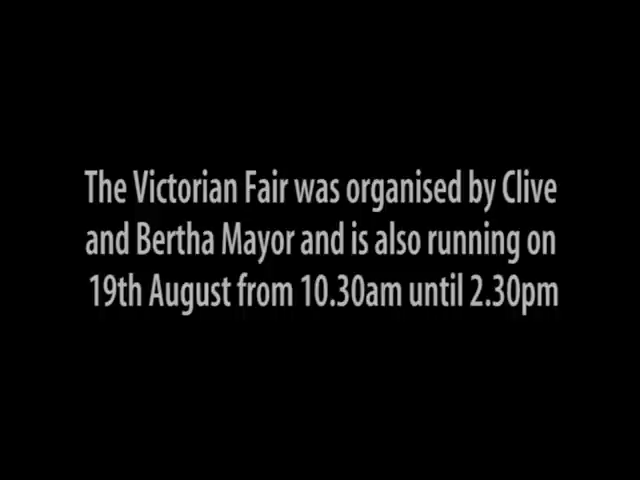 The Victorian Fair was organised by Clive
and Bertha Mayor and is also running on
19th August from 10.30am until 2.30pm